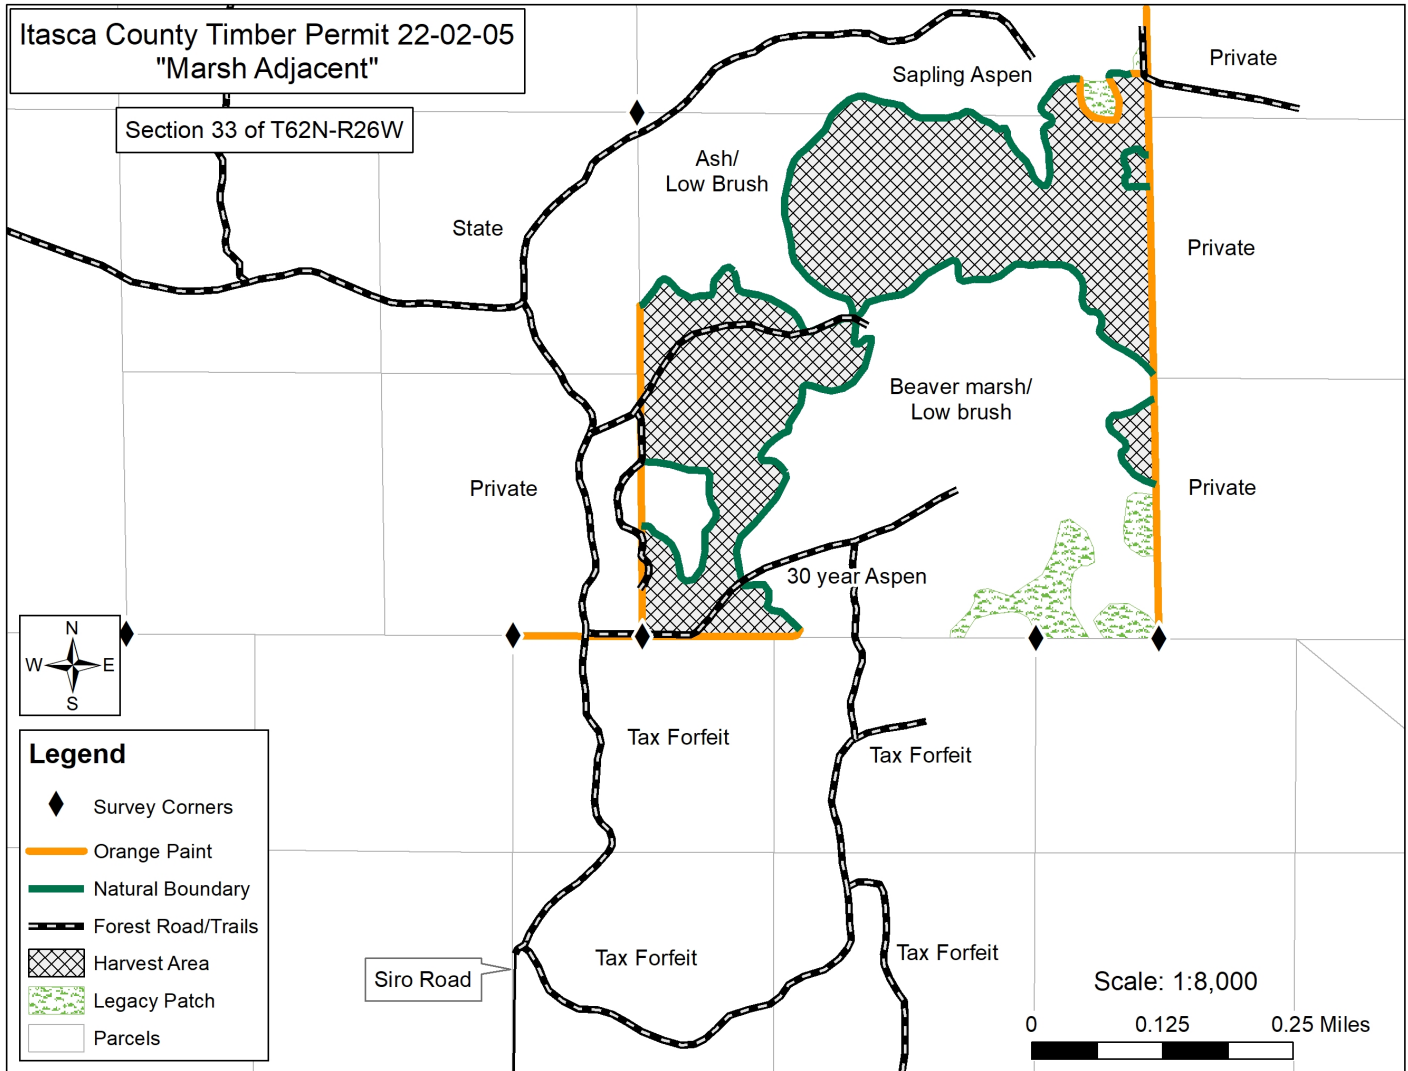 Itasca County Timber Permit 22-02-05
"Marsh Adjacent"
Section 33 of T62N-R26W
Private
Sapling Aspen
Ash/
Low Brush
State
Private
Beaver marsh/
Low brush
Private
Private
30 year Aspen
N
W E
S
Tax Forfeit
Tax Forfeit
Tax Forfeit
Tax Forfeit
Siro Road
Legend
Survey Corners
Orange Paint
Natural Boundary
Forest Road/Trails
Harvest Area
Legacy Patch
Parcels
Scale: 1:8,000
0 0.125 0.25 Miles